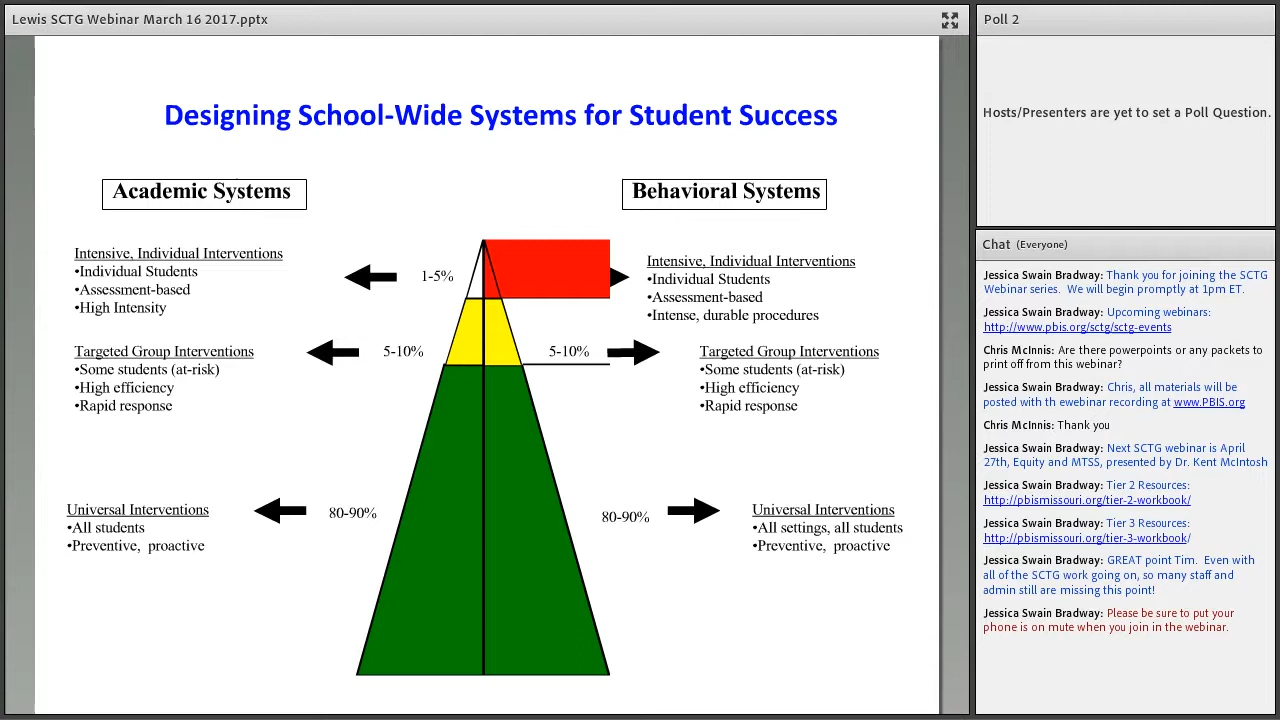 Lewis SCTG Webinar March 16 2017.pptx
Designing School-Wide Systems for Student Success
Academic Systems
Intensive, Individual Interventions
•Individual Students
•Assessment-based
•High Intensity
1-5%
Targeted Group Interventions
•Some students (at-risk)
•High efficiency
•Rapid response
5-10%
Universal Interventions
•All students
•Preventive,  proactive
80-90%
Behavioral Systems
Intensive, Individual Interventions
•Individual Students
•Assessment-based
•Intense, durable procedures
5-10%
Targeted Group Interventions
•Some students (at-risk)
•High efficiency
•Rapid response
80-90%
Universal Interventions
•All settings, all students
•Preventive,  proactive
Poll 2
Hosts/Presenters are yet to set a Poll Question.
Chat (Everyone)
Jessica Swain Bradway: Thank you for joining the SCTG
Webinar series.  We will begin promptly at 1pm ET.
Jessica Swain Bradway: Upcoming webinars:
http://www.pbis.org/sctg/sctg-events
Chris McInnis: Are there powerpoints or any packets to
print off from this webinar?
Jessica Swain Bradway: Chris, all materials will be
posted with th ewebinar recording at www.PBIS.org
Chris McInnis: Thank you
Jessica Swain Bradway: Next SCTG webinar is April
27th, Equity and MTSS, presented by Dr. Kent McIntosh
Jessica Swain Bradway: Tier 2 Resources:
http://pbismissouri.org/tier-2-workbook/
Jessica Swain Bradway: Tier 3 Resources:
http://pbismissouri.org/tier-3-workbook/
Jessica Swain Bradway: GREAT point Tim.  Even with
all of the SCTG work going on, so many staff and
admin still are missing this point!
Jessica Swain Bradway: Please be sure to put your
phone is on mute when you join in the webinar.